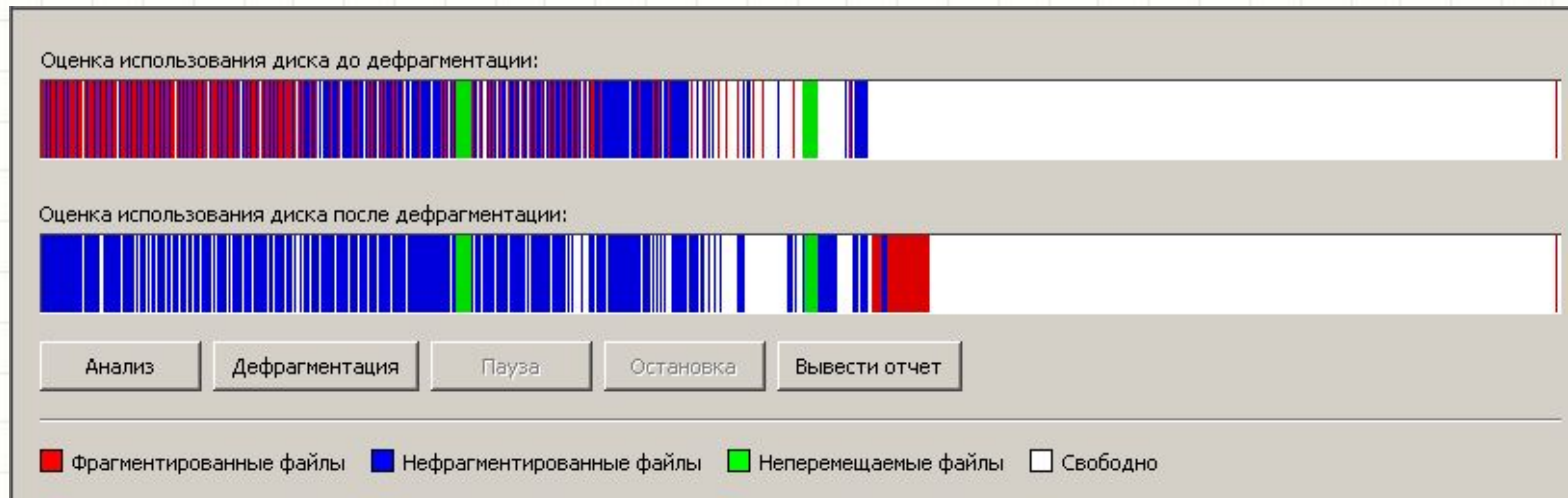 Оценка использования диска до дефрагментации:
Оценка использования диска после дефрагментации:
Анализ Дефрагментация Пауза Остановка Вывести отчет
Фрагментированные файлы Нефрагментированные файлы Неперемещаемые файлы Свободно